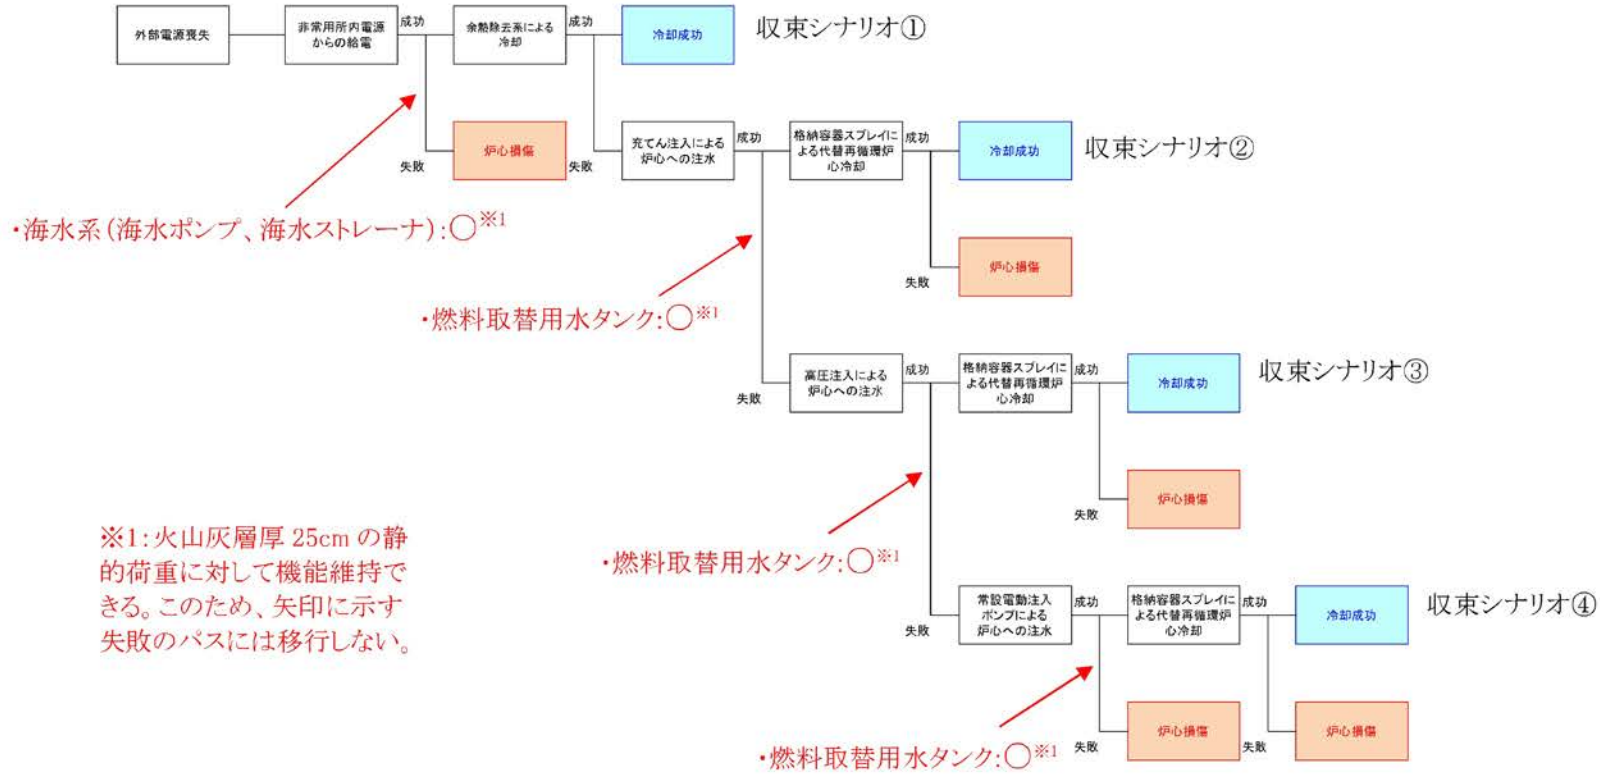 外部電源喪失
非常用所内電源
からの給電
成功
余熱除去系による
冷却
成功
冷却成功
収束シナリオ①
失敗
炉心損傷
失敗
充てん注入による
炉心への注水
成功
格納容器スプレイに
よる代替再循環炉
心冷却
成功
冷却成功
収束シナリオ②
・海水系(海水ポンプ、海水ストレーナ):〇※1
失敗
炉心損傷
・燃料取替用水タンク:〇※1
失敗
高圧注入による
炉心への注水
成功
格納容器スプレイに
よる代替再循環炉
心冷却
成功
冷却成功
収束シナリオ③
失敗
炉心損傷
※1:火山灰層厚 25cm の静
的荷重に対して機能維持で
きる。このため、矢印に示す
失敗のパスには移行しない。
・燃料取替用水タンク:〇※1
失敗
常設電動注入
ポンプによる
炉心への注水
成功
格納容器スプレイに
よる代替再循環炉
心冷却
成功
冷却成功
収束シナリオ④
・燃料取替用水タンク:〇※1
失敗
炉心損傷
失敗
炉心損傷